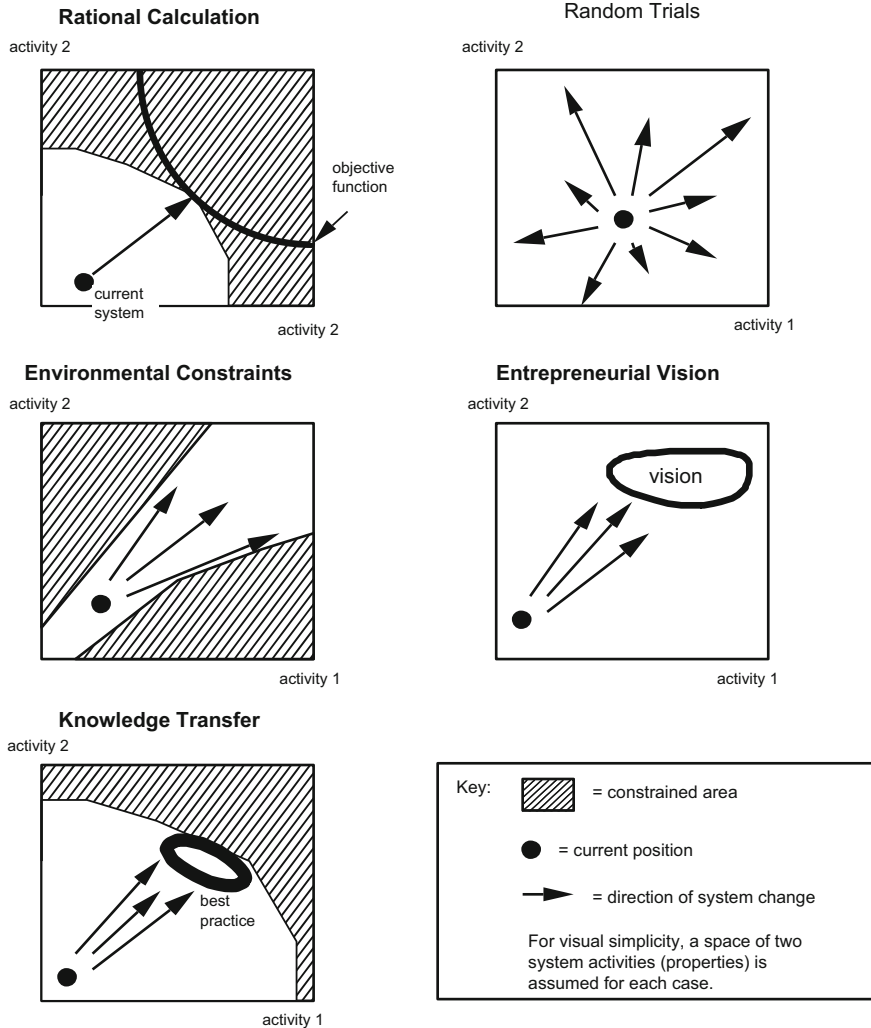 Rational Calculation
activity 2
objective
function
current
system
activity 2
Random Trials
activity 2
activity 1
Environmental Constraints
activity 2
activity 1
Entrepreneurial Vision
activity 2
vision
activity 1
Knowledge Transfer
activity 2
best
practice
activity 1
Key:
= constrained area
= current position
= direction of system change
For visual simplicity, a space of two
system activities (properties) is
assumed for each case.